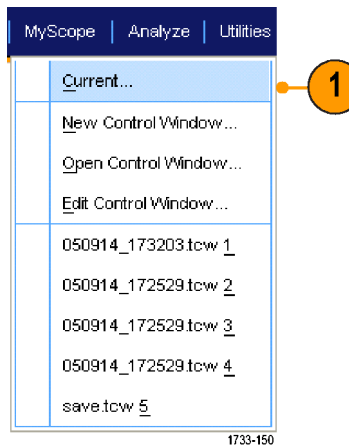 MyScope | Analyze | Utilities
Current...
1
New Control Window...
Open Control Window...
Edit Control Window...
050914_173203.tcw 1
050914_172529.tcw 2
050914_172529.tcw 3
050914_172529.tcw 4
save.tcw 5
1733-150